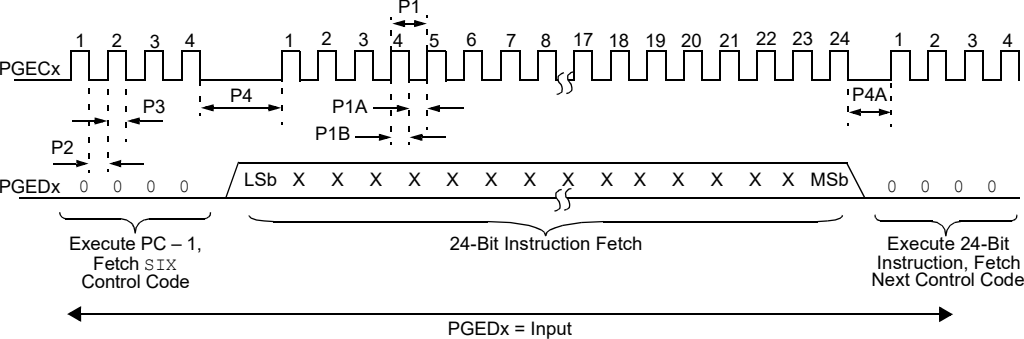 P1
1 2 3 4 1 2 3 4 5 6 7 8 17 18 19 20 21 22 23 24 1 2 3 4
PGECx
P4 P4A
P3 P1A
P1B
P2
PGEDx 0 0 0 0 LSb X X X X X X X X X X X X X X MSb 0 0 0 0
Execute PC – 1,
Fetch SIX
Control Code
24-Bit Instruction Fetch
Execute 24-Bit
Instruction, Fetch
Next Control Code
PGEDx = Input